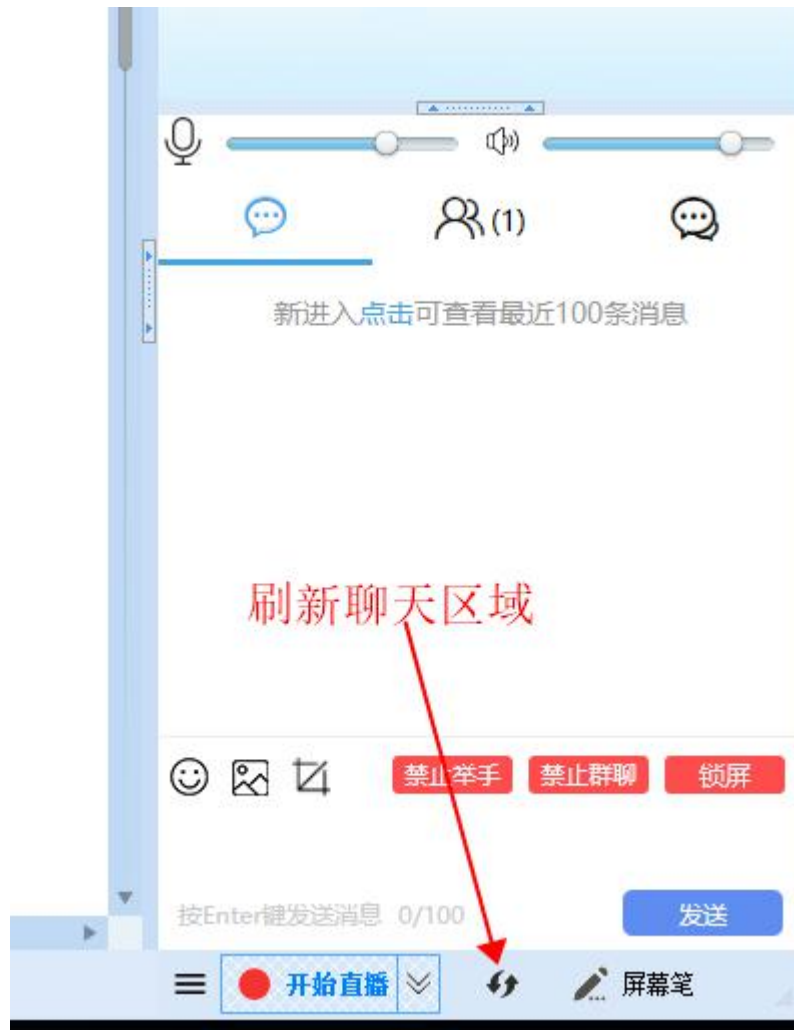 (1)
新进入点击可查看最近100条消息
刷新聊天区域
禁止举手 禁止群聊 锁屏
按Enter键发送消息 0/100 发送
开始直播 屏幕笔